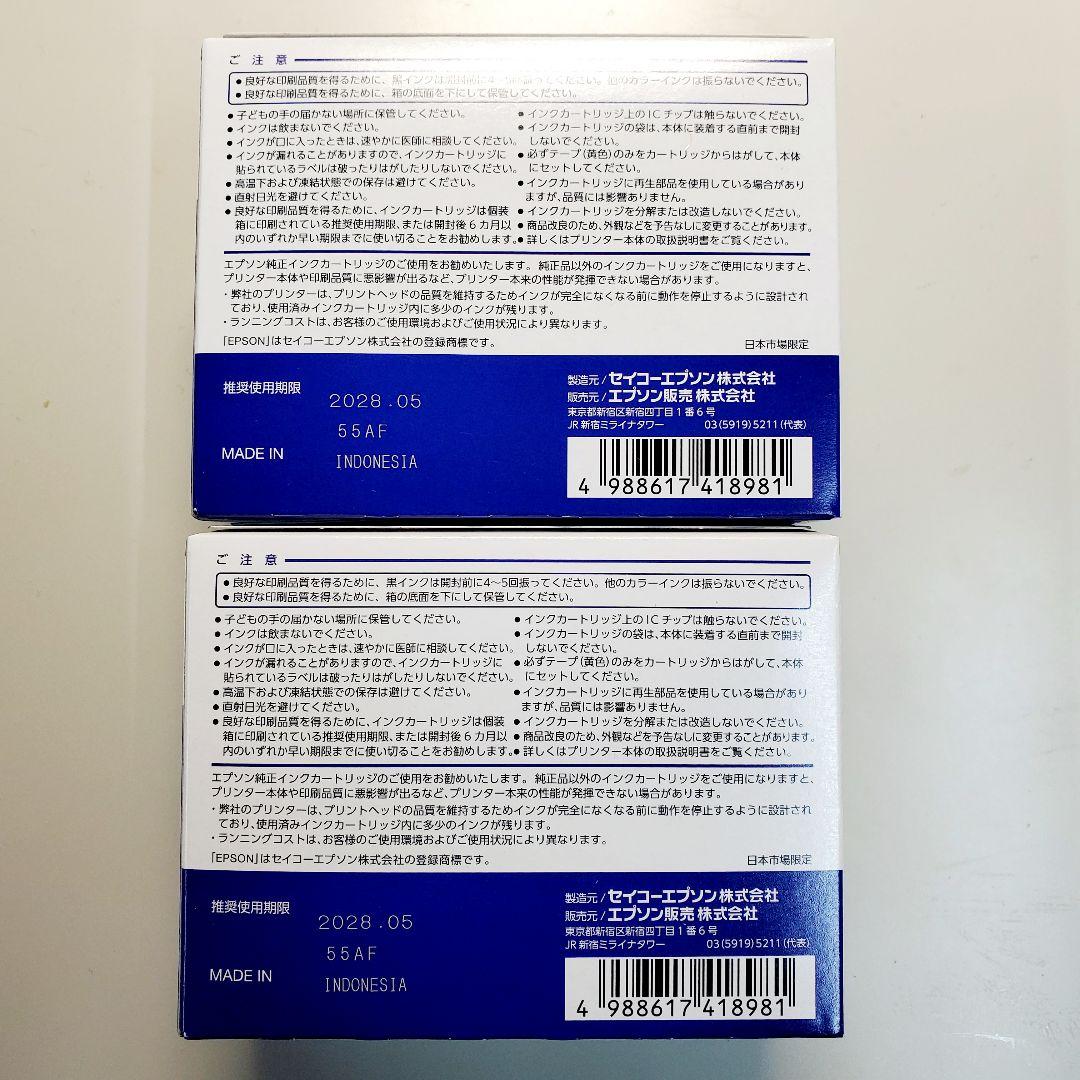 ご注意
●良好な印刷品質を得るために、黒インクは開封前に4~5回振ってください。他のカラーインクは振らないでください。
●良好な印刷品質を得るために、箱の底面を下にして保管してください。
●子どもの手の届かない場所に保管してください。
●インクは飲まないでください。
●インクが口に入ったときは、速やかに医師に相談してください。
●インクが漏れることがありますので、インクカートリッジに
貼られているラベルは破ったりはがしたりしないでください。
●高温下および凍結状態での保存は避けてください。
●直射日光を避けてください。
●良好な印刷品質を得るために、インクカートリッジは個装
箱に印刷されている推奨使用期限、または開封後6カ月以
内のいずれか早い期限までに使い切ることをお勧めします。
●インクカートリッジ上のICチップは触らないでください。
●インクカートリッジの袋は、本体に装着する直前まで開封
しないでください。
●必ずテープ(黄色)のみをカートリッジからはがして、本体
にセットしてください。
●インクカートリッジに再生部品を使用している場合があり
ますが、品質には影響ありません。
●インクカートリッジを分解または改造しないでください。
●商品改良のため、外観などを予告なしに変更することがあります。
●詳しくはプリンター本体の取扱説明書をご覧ください。
エプソン純正インクカートリッジのご使用をお勧めいたします。純正品以外のインクカートリッジをご使用になりますと、
プリンター本体や印刷品質に悪影響が出るなど、プリンター本来の性能が発揮できない場合があります。
・弊社のプリンターは、プリントヘッドの品質を維持するためインクが完全になくなる前に動作を停止するように設計され
ており、使用済みインクカートリッジ内に多少のインクが残ります。
・ランニングコストは、お客様のご使用環境およびご使用状況により異なります。
「EPSON」はセイコーエプソン株式会社の登録商標です。
日本市場限定
推奨使用期限
2028.05
55AF
MADE IN
INDONESIA
製造元/セイコーエプソン株式会社
販売元/エプソン販売株式会社
東京都新宿区新宿四丁目1番6号
JR新宿ミライナタワー 03(5919)5211(代表)
4 988617 418981
ご注意
●良好な印刷品質を得るために、黒インクは開封前に4~5回振ってください。他のカラーインクは振らないでください。
●良好な印刷品質を得るために、箱の底面を下にして保管してください。
●子どもの手の届かない場所に保管してください。
●インクは飲まないでください。
●インクが口に入ったときは、速やかに医師に相談してください。
●インクが漏れることがありますので、インクカートリッジに
貼られているラベルは破ったりはがしたりしないでください。
●高温下および凍結状態での保存は避けてください。
●直射日光を避けてください。
●良好な印刷品質を得るために、インクカートリッジは個装
箱に印刷されている推奨使用期限、または開封後6カ月以
内のいずれか早い期限までに使い切ることをお勧めします。
●インクカートリッジ上のICチップは触らないでください。
●インクカートリッジの袋は、本体に装着する直前まで開封
しないでください。
●必ずテープ(黄色)のみをカートリッジからはがして、本体
にセットしてください。
●インクカートリッジに再生部品を使用している場合があり
ますが、品質には影響ありません。
●インクカートリッジを分解または改造しないでください。
●商品改良のため、外観などを予告なしに変更することがあります。
●詳しくはプリンター本体の取扱説明書をご覧ください。
エプソン純正インクカートリッジのご使用をお勧めいたします。純正品以外のインクカートリッジをご使用になりますと、
プリンター本体や印刷品質に悪影響が出るなど、プリンター本来の性能が発揮できない場合があります。
・弊社のプリンターは、プリントヘッドの品質を維持するためインクが完全になくなる前に動作を停止するように設計され
ており、使用済みインクカートリッジ内に多少のインクが残ります。
・ランニングコストは、お客様のご使用環境およびご使用状況により異なります。
「EPSON」はセイコーエプソン株式会社の登録商標です。
日本市場限定
推奨使用期限
2028.05
55AF
MADE IN
INDONESIA
製造元/セイコーエプソン株式会社
販売元/エプソン販売株式会社
東京都新宿区新宿四丁目1番6号
JR新宿ミライナタワー 03(5919)5211(代表)
4 988617 418981